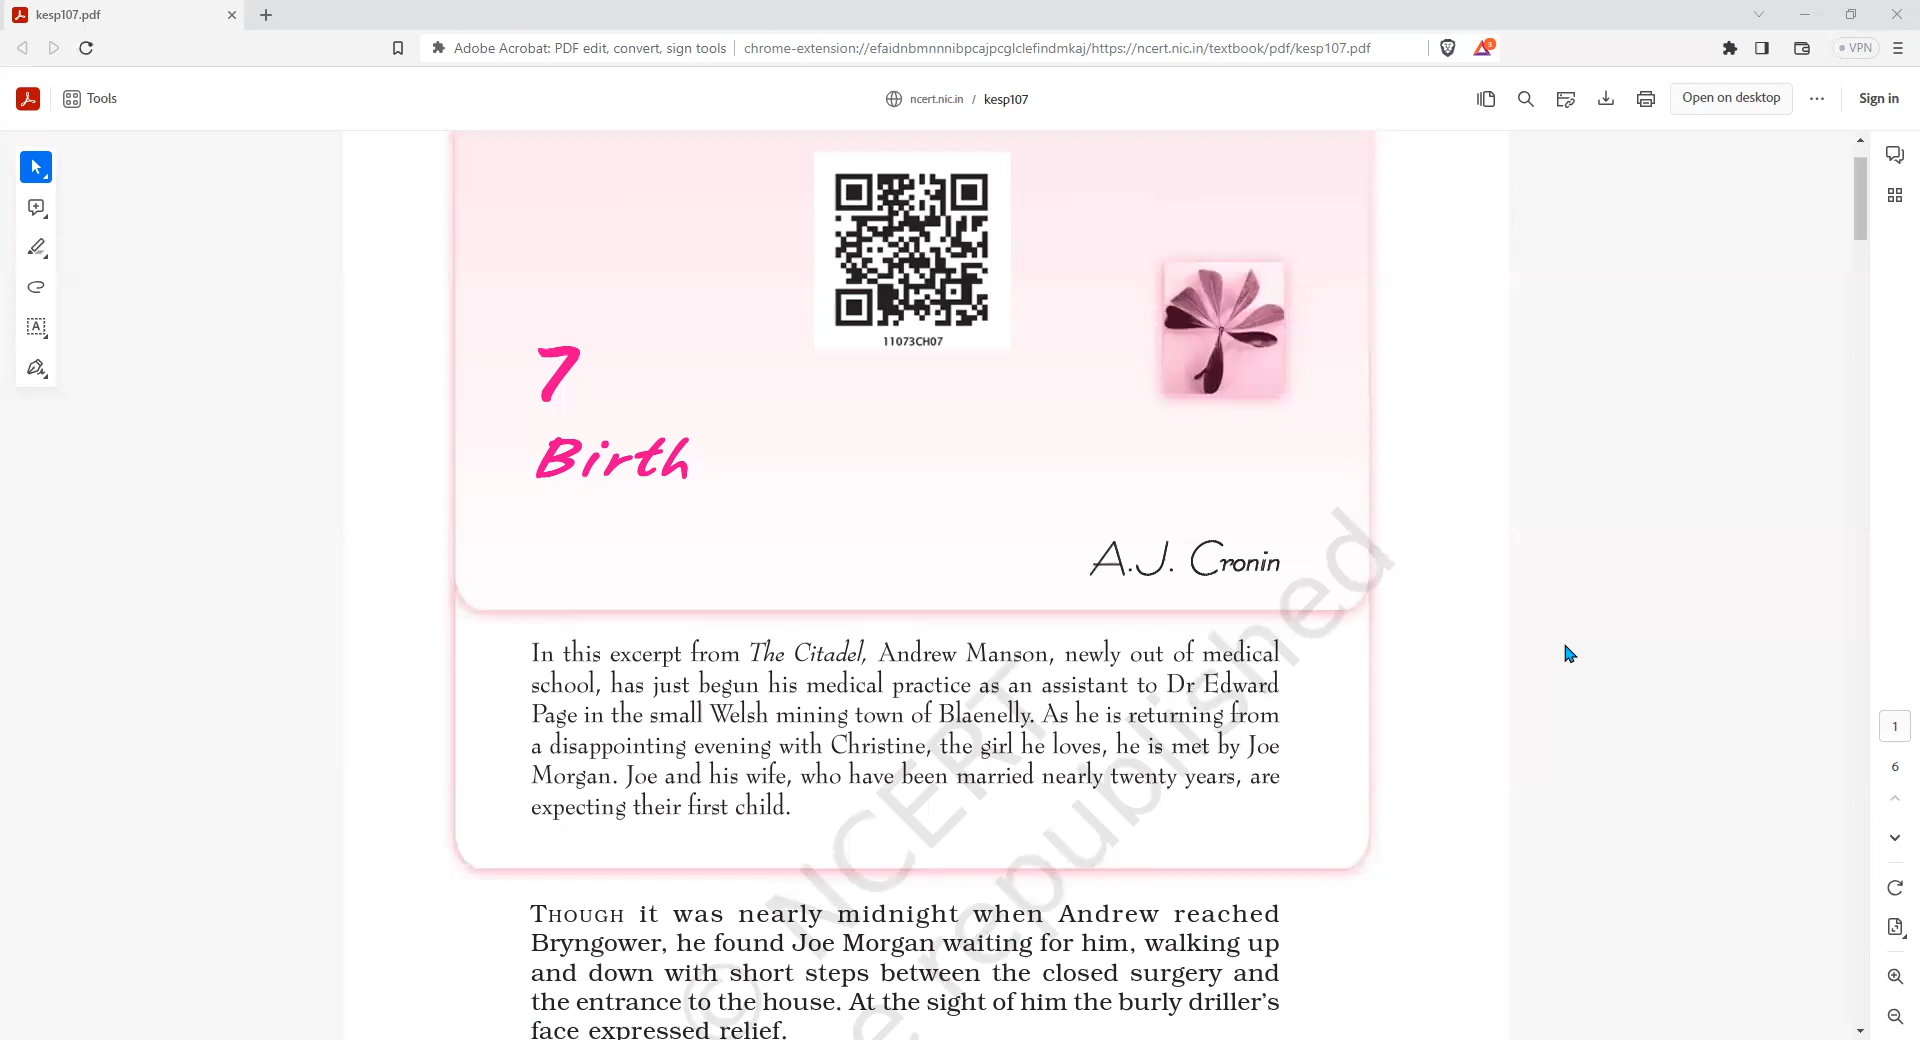 kesp107.pdf
Adobe Acrobat: PDF edit, convert, sign tools
chrome-extension://efaidnbmnnnibpcajpcglclefindmkaj/https://ncert.nic.in/textbook/pdf/kesp107.pdf
3
VPN
Tools
ncert.nic.in / kesp107
Open on desktop
Sign in
11073CH07
7
Birth
A.J. Cronin
In this excerpt from The Citadel, Andrew Manson, newly out of medical
school, has just begun his medical practice as an assistant to Dr Edward
Page in the small Welsh mining town of Blaenelly. As he is returning from
a disappointing evening with Christine, the girl he loves, he is met by Joe
Morgan. Joe and his wife, who have been married nearly twenty years, are
expecting their first child.
THOUGH it was nearly midnight when Andrew reached
Bryngower, he found Joe Morgan waiting for him, walking up
and down with short steps between the closed surgery and
the entrance to the house. At the sight of him the burly driller's
face expressed relief.
© NCERT
e republished
1
6